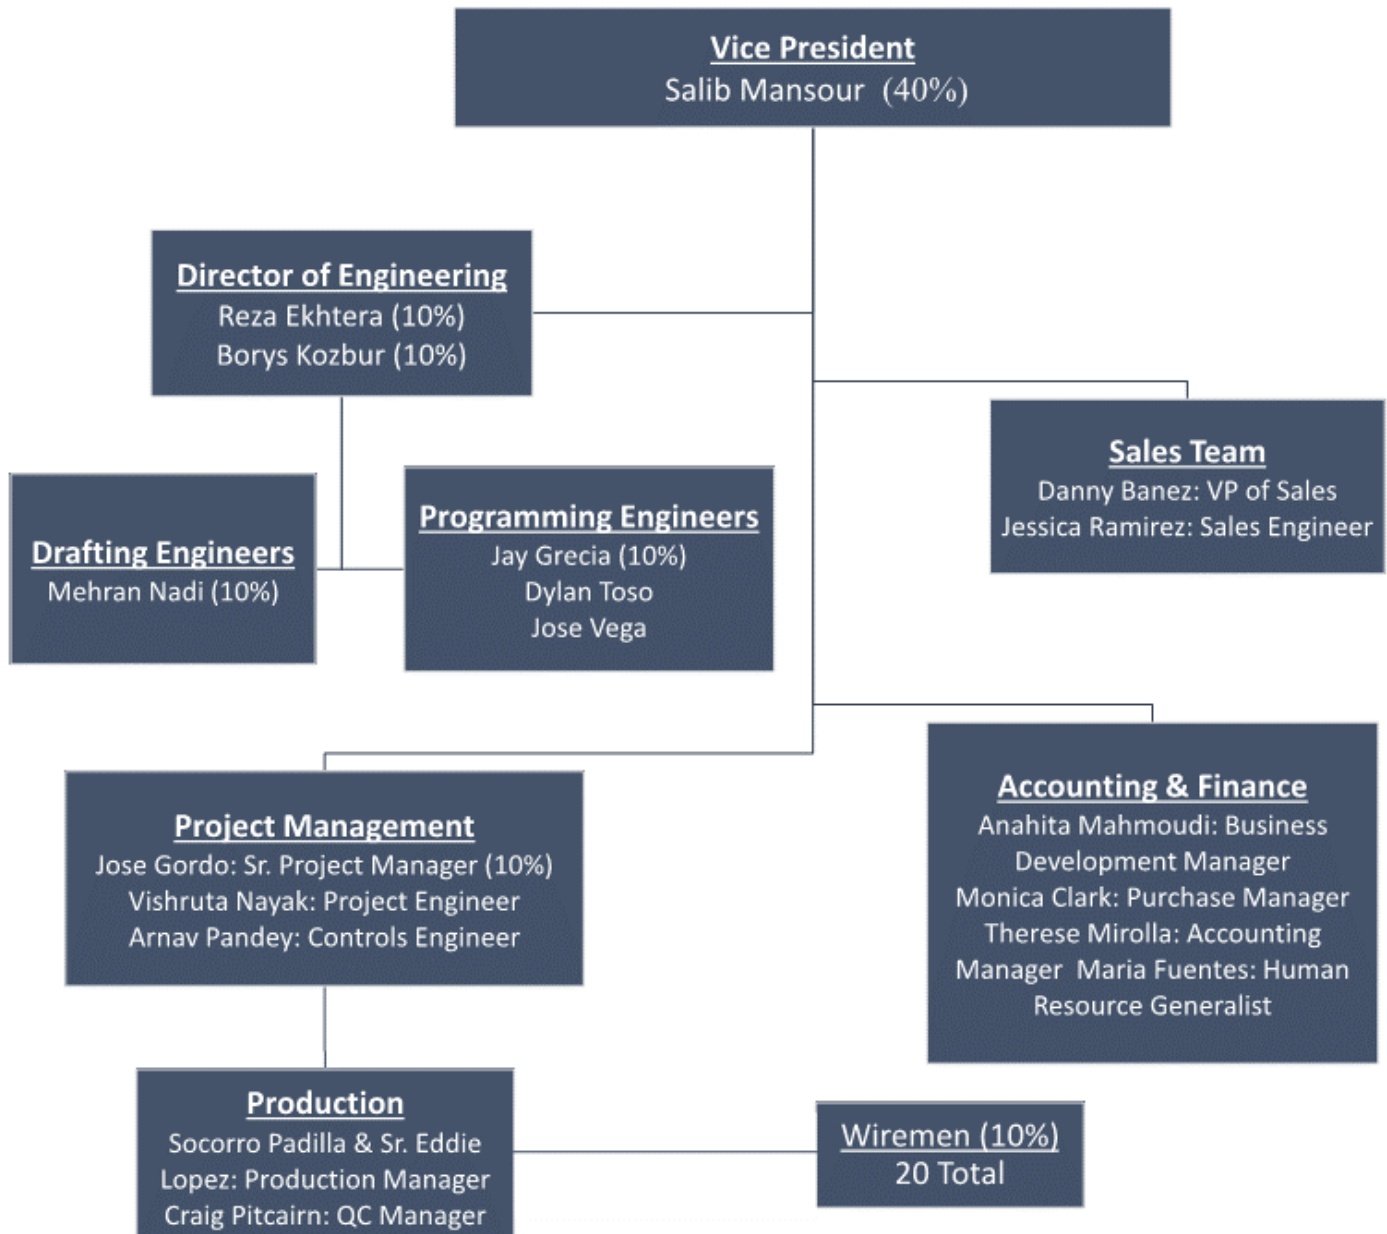 Vice President
Salib Mansour (40%)
Director of Engineering
Reza Ekhtera (10%)
Borys Kozbur (10%)
Sales Team
Danny Banez: VP of Sales
Jessica Ramirez: Sales Engineer
Drafting Engineers
Mehran Nadi (10%)
Programming Engineers
Jay Grecia (10%)
Dylan Toso
Jose Vega
Project Management
Jose Gordo: Sr. Project Manager (10%)
Vishruta Nayak: Project Engineer
Arnav Pandey: Controls Engineer
Accounting & Finance
Anahita Mahmoudi: Business
Development Manager
Monica Clark: Purchase Manager
Therese Mirolla: Accounting
Manager Maria Fuentes: Human
Resource Generalist
Production
Socorro Padilla & Sr. Eddie
Lopez: Production Manager
Craig Pitcairn: QC Manager
Wiremen (10%)
20 Total